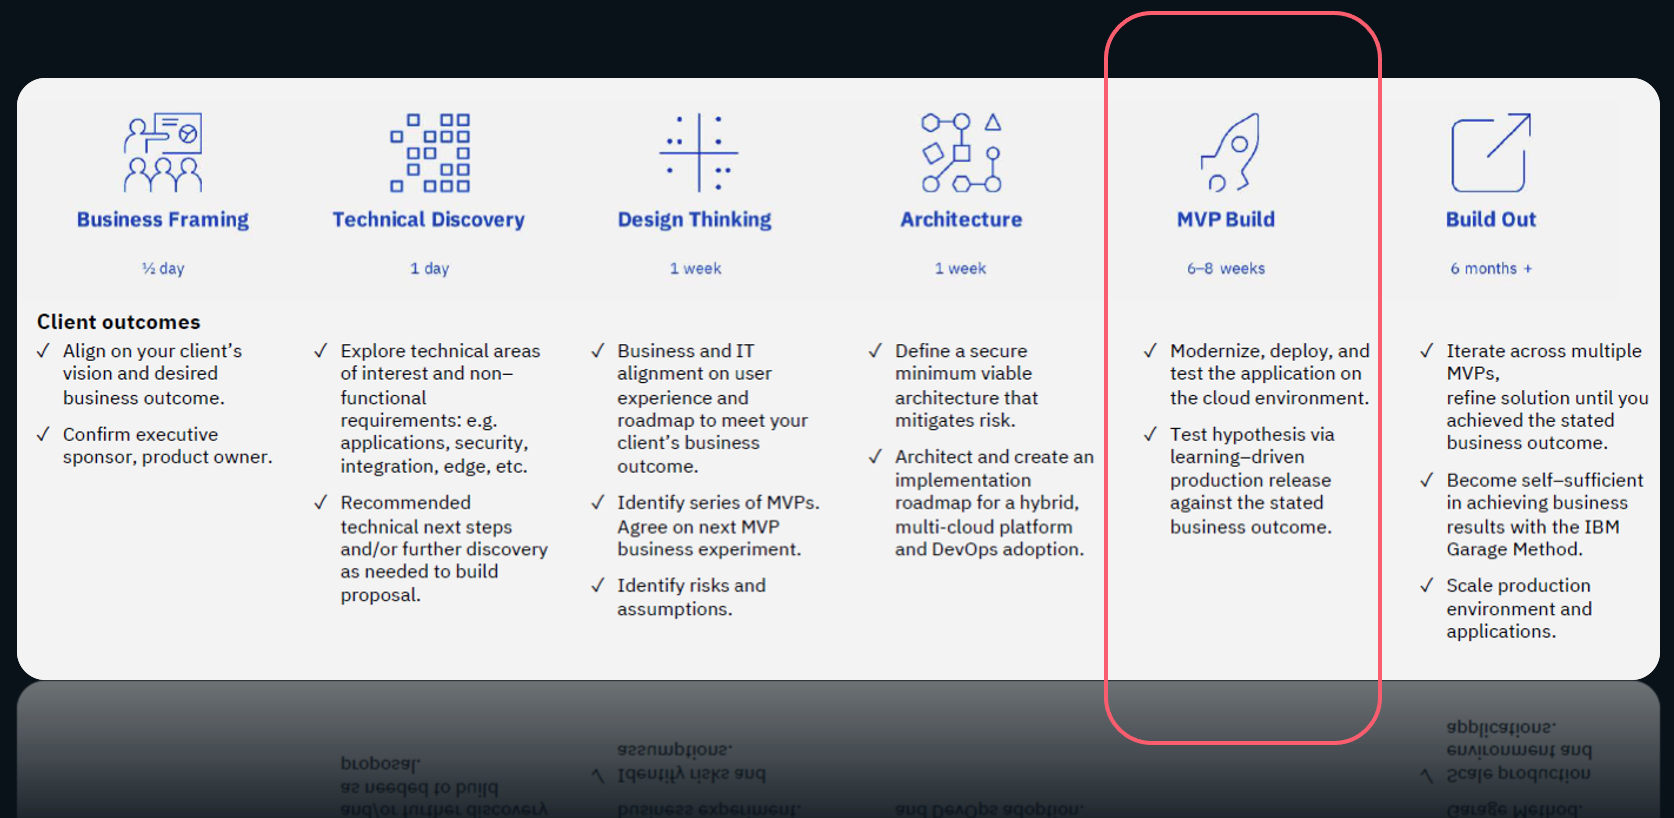 Business Framing
½ day
Technical Discovery
1 day
Design Thinking
1 week
Architecture
1 week
MVP Build
6–8 weeks
Build Out
6 months +
Client outcomes
✓ Align on your client’s
vision and desired
business outcome.
✓ Confirm executive
sponsor, product owner.
✓ Explore technical areas
of interest and non–
functional
requirements: e.g.
applications, security,
integration, edge, etc.
✓ Recommended
technical next steps
and/or further discovery
as needed to build
proposal.
✓ Business and IT
alignment on user
experience and
roadmap to meet your
client’s business
outcome.
✓ Identify series of MVPs.
Agree on next MVP
business experiment.
✓ Identify risks and
assumptions.
✓ Define a secure
minimum viable
architecture that
mitigates risk.
✓ Architect and create an
implementation
roadmap for a hybrid,
multi-cloud platform
and DevOps adoption.
✓ Modernize, deploy, and
test the application on
the cloud environment.
✓ Test hypothesis via
learning–driven
production release
against the stated
business outcome.
✓ Iterate across multiple
MVPs,
refine solution until you
achieved the stated
business outcome.
✓ Become self–sufficient
in achieving business
results with the IBM
Garage Method.
✓ Scale production
environment and
applications.